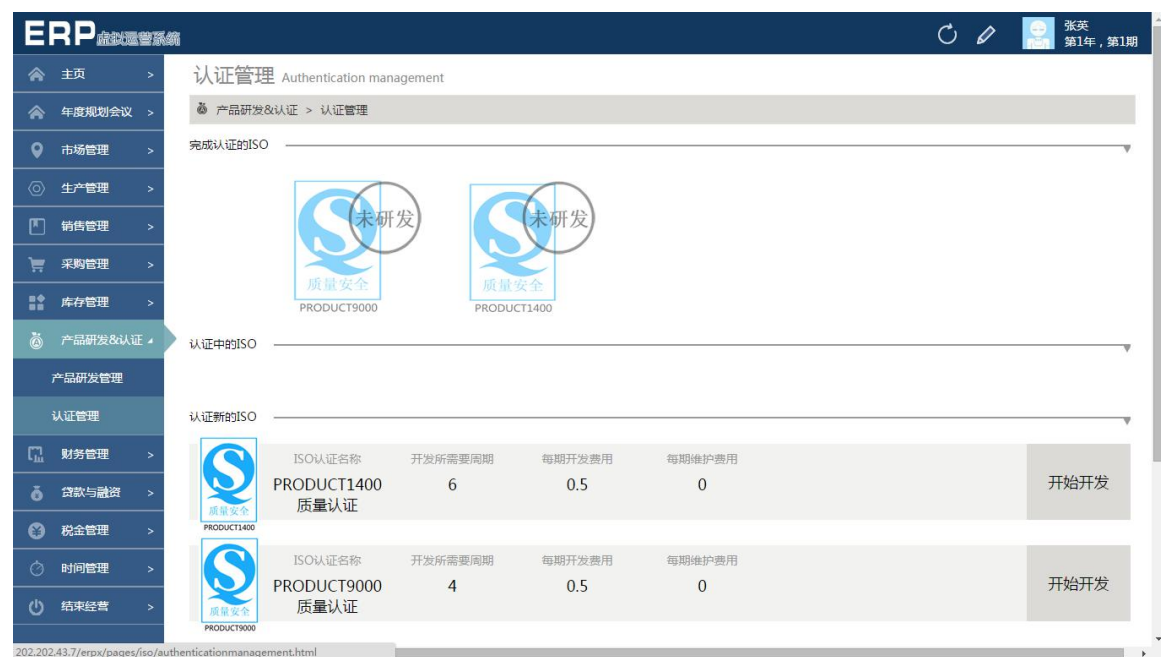 ERP虚拟运营系统
张英
第1年，第1期
主页 >
年度规划会议 >
市场管理 >
生产管理 >
销售管理 >
采购管理 >
库存管理 >
产品研发&认证
产品研发管理
认证管理
财务管理 >
贷款与融资 >
税金管理 >
时间管理 >
结束经营 >
认证管理 Authentication management
产品研发&认证 > 认证管理
完成认证的ISO
未研发
质量安全
PRODUCT9000
未研发
质量安全
PRODUCT1400
认证中的ISO
认证新的ISO
质量安全
PRODUCT1400
ISO认证名称 开发所需要周期 每期开发费用 每期维护费用
PRODUCT1400 6 0.5 0
质量认证
开始开发
质量安全
PRODUCT9000
ISO认证名称 开发所需要周期 每期开发费用 每期维护费用
PRODUCT9000 4 0.5 0
质量认证
开始开发
202.202.43.7/erpx/pages/iso/authenticationmanagement.html